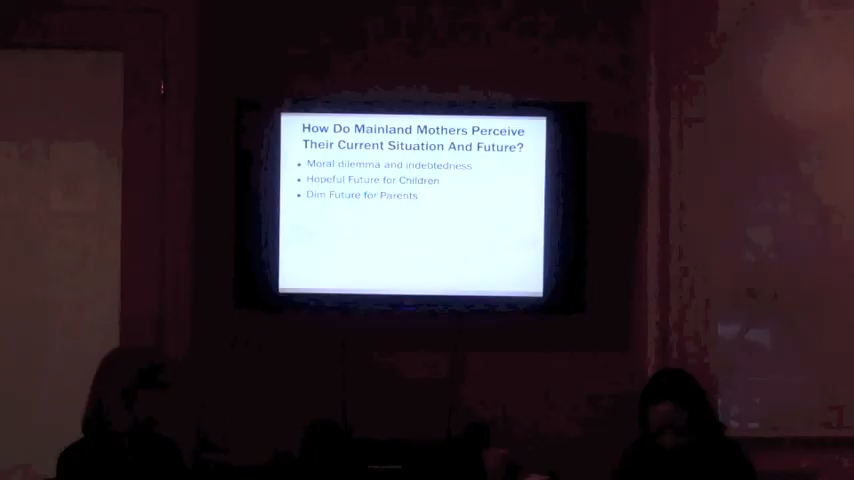 How Do Mainland Mothers Perceive
Their Current Situation And Future?
• Moral dilemma and indebtedness
• Hopeful Future for Children
• Dim Future for Parents